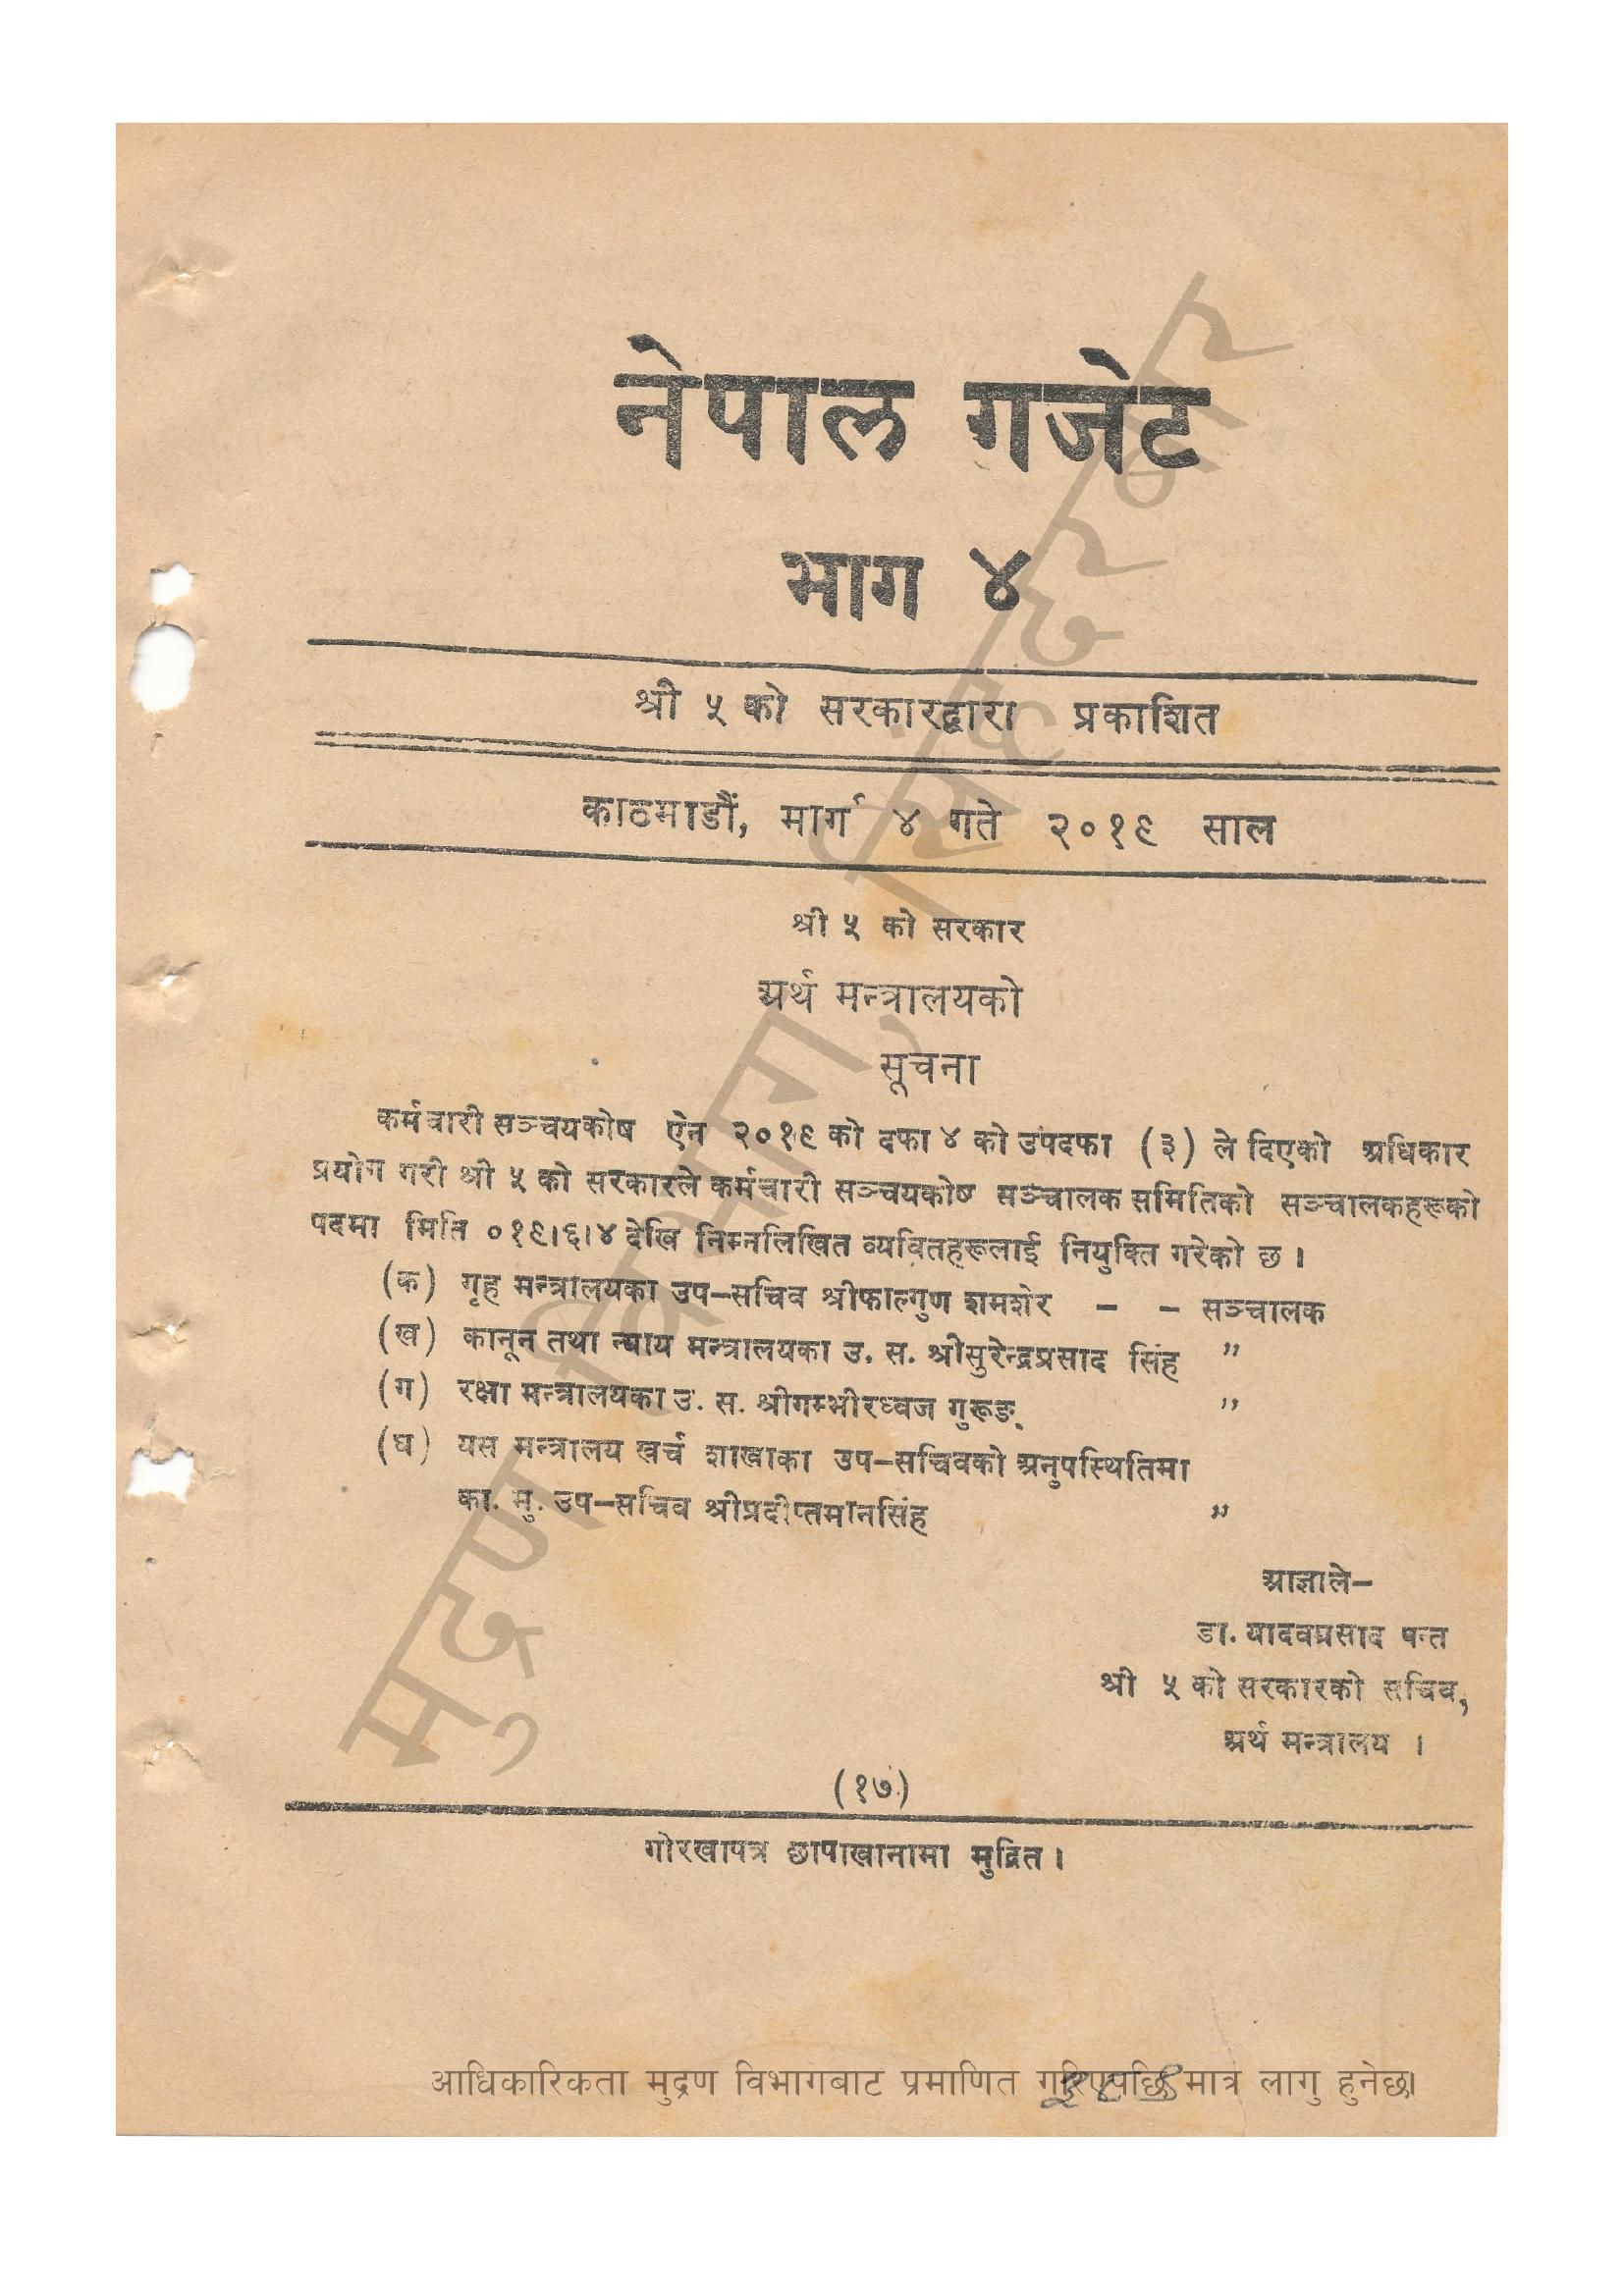 नेपाल गजेट
भाग ४
श्री ५ को सरकारद्वारा प्रकाशित
काठमाडौं, मार्ग ४ गते २०१९ साल
श्री ५ को सरकार
अर्थ मन्त्रालयको
सूचना
कर्मचारी सञ्चयकोष ऐन २०१९ को दफा ४ को उपदफा (३) ले दिएको अधिकार
प्रयोग गरी श्री ५ को सरकारले कर्मचारी सञ्चयकोष सञ्चालक समितिको सञ्चालकहरूको
पदमा मिति ०१९।६।४ देखि निम्नलिखित व्यक्तिहरूलाई नियुक्ति गरेको छ ।
(क) गृह मन्त्रालयका उप-सचिव श्रीफाल्गुण शमशेर - - सञ्चालक
(ख) कानून तथा न्याय मन्त्रालयका उ. स. श्रीसुरेन्द्रप्रसाद सिंह "
(ग) रक्षा मन्त्रालयका उ. स. श्रीगम्भीरध्वज गुरूङ् "
(घ) यस मन्त्रालय खर्च शाखाका उप-सचिवको अनुपस्थितिमा
का. मु. उप-सचिव श्रीप्रदीप्तमानसिंह "
आज्ञाले-
डा. यादवप्रसाद पन्त
श्री ५ को सरकारको सचिव,
अर्थ मन्त्रालय ।
(१७)
गोरखापत्र छापाखानामा मुद्रित ।
मुद्रण विभाग, सिंहदरबार
आधिकारिकता मुद्रण विभागबाट प्रमाणित गरिएपछि मात्र लागु हुनेछ।